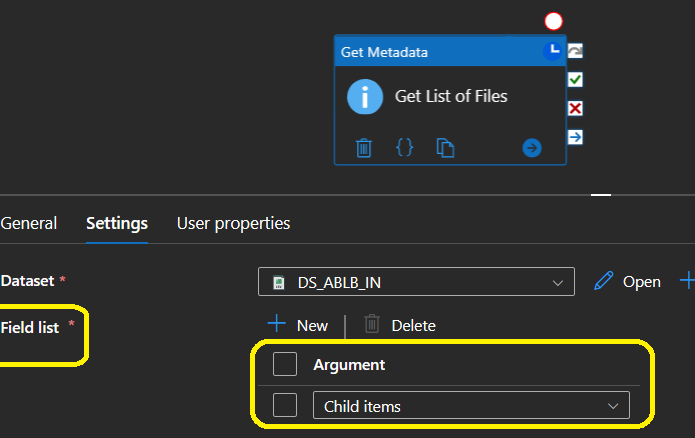 Get Metadata
Get List of Files
General Settings User properties
Dataset * DS_ABLB_IN Open
Field list * New Delete
Argument
Child items